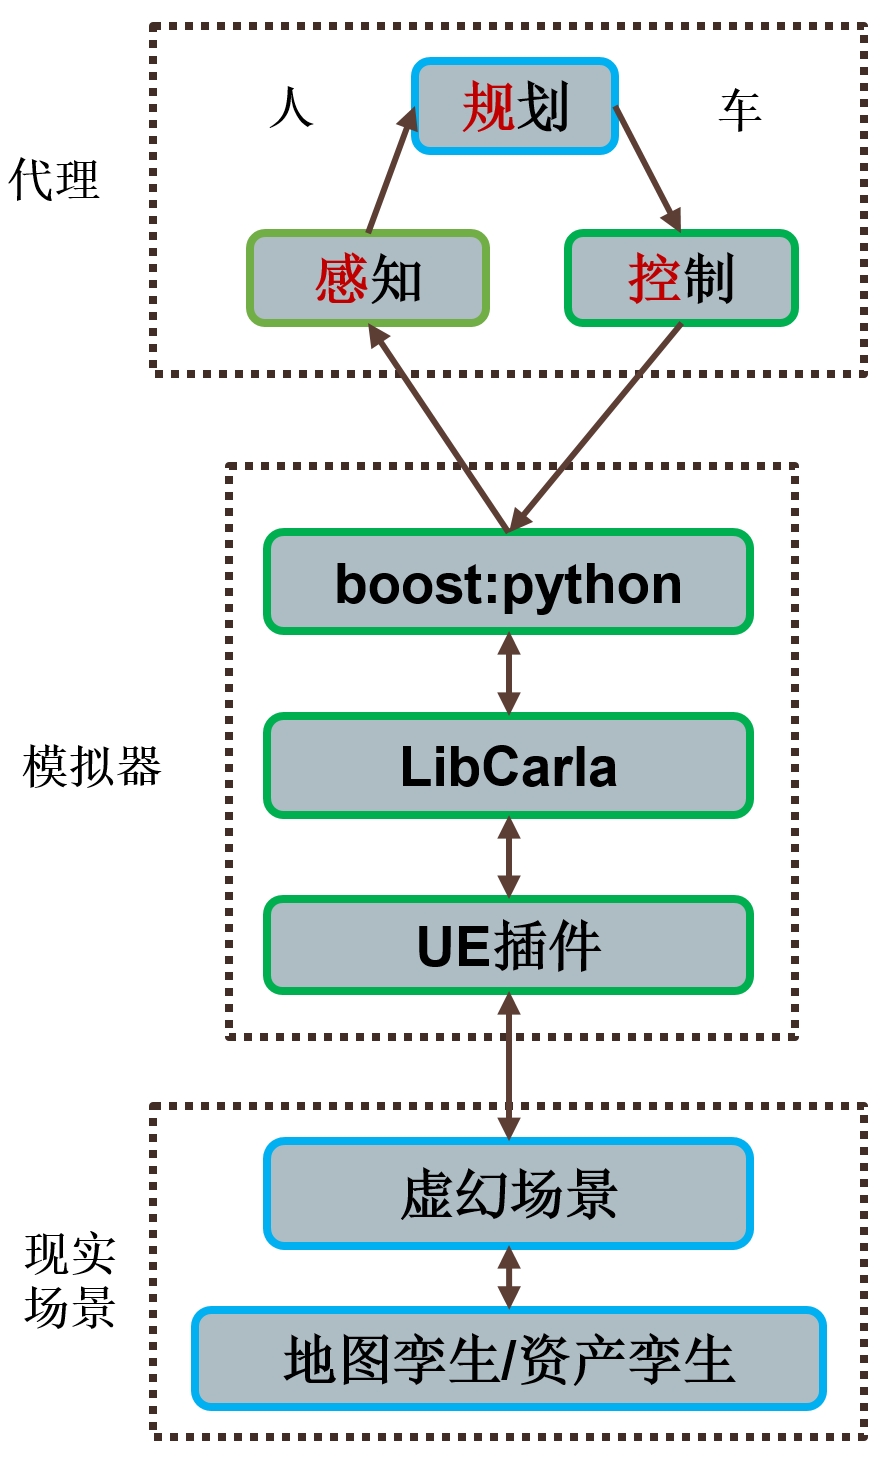 人
规划
车
代理
感知
控制
boost:python
模拟器
LibCarla
UE插件
虚幻场景
现实
场景
地图孪生/资产孪生